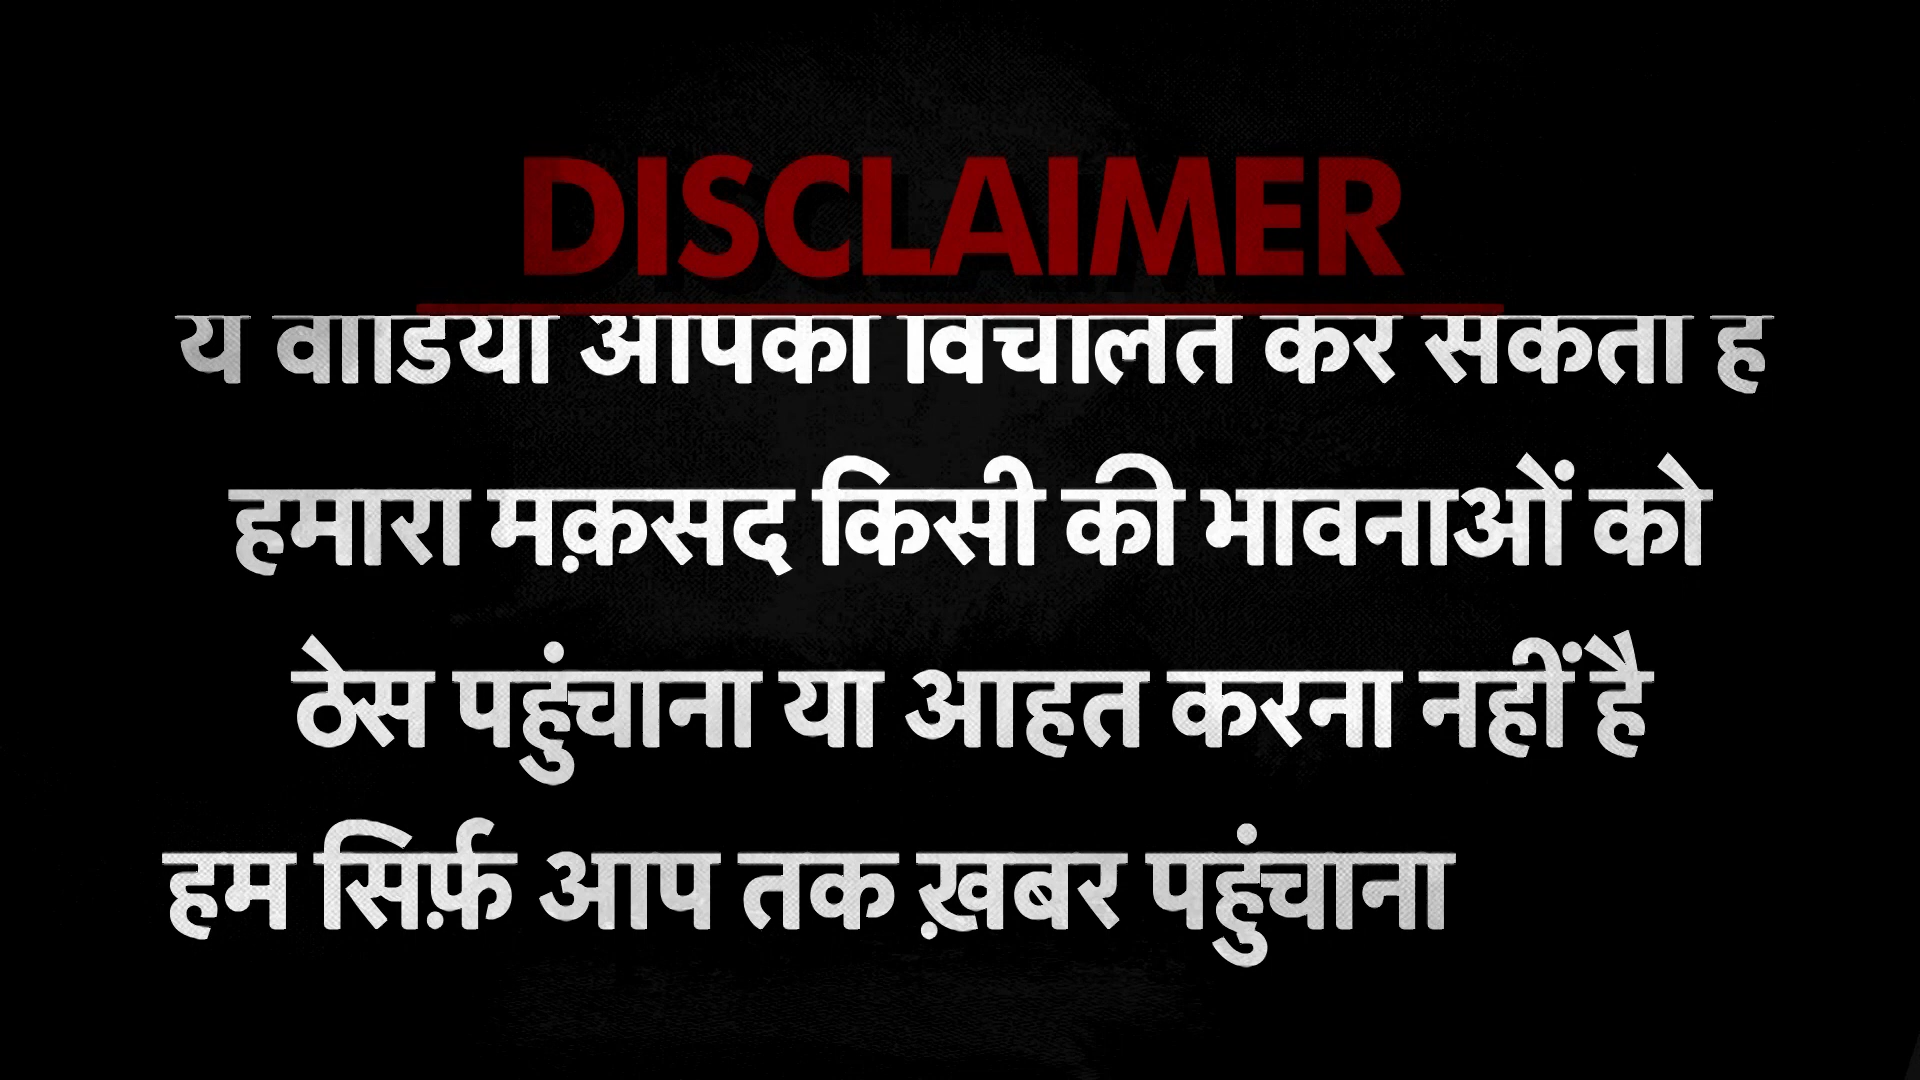 DISCLAIMER
ये वीडियो आपको विचलित कर सकता है
हमारा मक़सद किसी की भावनाओं को
ठेस पहुंचाना या आहत करना नहीं है
हम सिर्फ़ आप तक ख़बर पहुंचाना